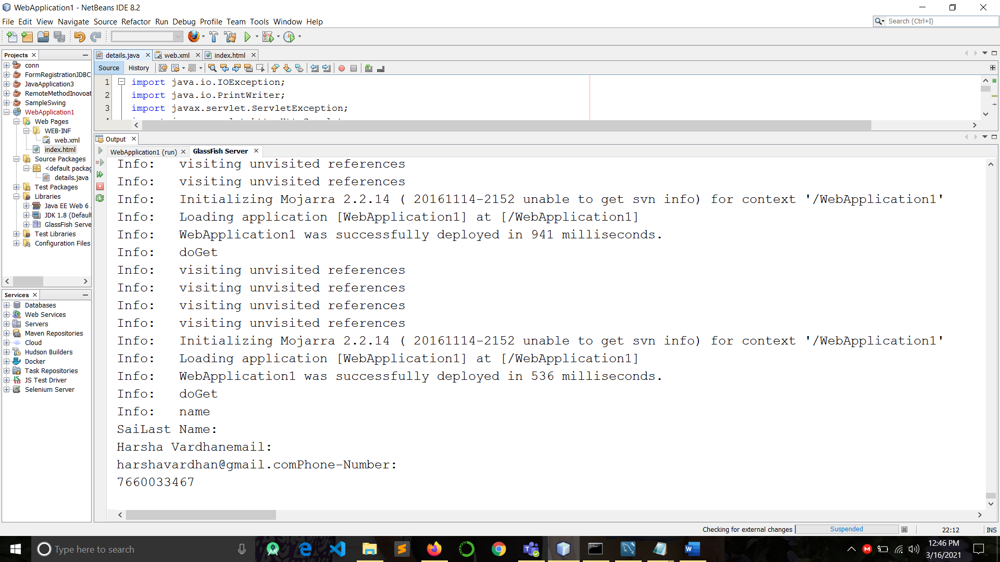 WebApplication1 - NetBeans IDE 8.2
File Edit View Navigate Source Refactor Run Debug Profile Team Tools Window Help
Search (Ctrl+I)
Projects
conn
FormRegistrationJDBC
JavaApplication3
RemoteMethodInovoat
SampleSwing
WebApplication1
Web Pages
WEB-INF
web.xml
index.html
Source Packages
<default packag
details.java
Test Packages
Libraries
Java EE Web 6
JDK 1.8 (Default
GlassFish Serve
Test Libraries
Configuration Files
Services
Databases
Web Services
Servers
Maven Repositories
Cloud
Hudson Builders
Docker
Task Repositories
JS Test Driver
Selenium Server
details.java web.xml index.html
Source History
1 import java.io.IOException;
2 import java.io.PrintWriter;
3 import javax.servlet.ServletException;
Output
WebApplication1 (run) GlassFish Server
Info: visiting unvisited references
Info: visiting unvisited references
Info: Initializing Mojarra 2.2.14 ( 20161114-2152 unable to get svn info) for context '/WebApplication1'
Info: Loading application [WebApplication1] at [/WebApplication1]
Info: WebApplication1 was successfully deployed in 941 milliseconds.
Info: doGet
Info: visiting unvisited references
Info: visiting unvisited references
Info: visiting unvisited references
Info: visiting unvisited references
Info: Initializing Mojarra 2.2.14 ( 20161114-2152 unable to get svn info) for context '/WebApplication1'
Info: Loading application [WebApplication1] at [/WebApplication1]
Info: WebApplication1 was successfully deployed in 536 milliseconds.
Info: doGet
Info: name
SaiLast Name:
Harsha Vardhanemail:
harshavardhan@gmail.comPhone-Number:
7660033467
Checking for external changes Suspended 22:12 INS
Type here to search
12:46 PM
3/16/2021